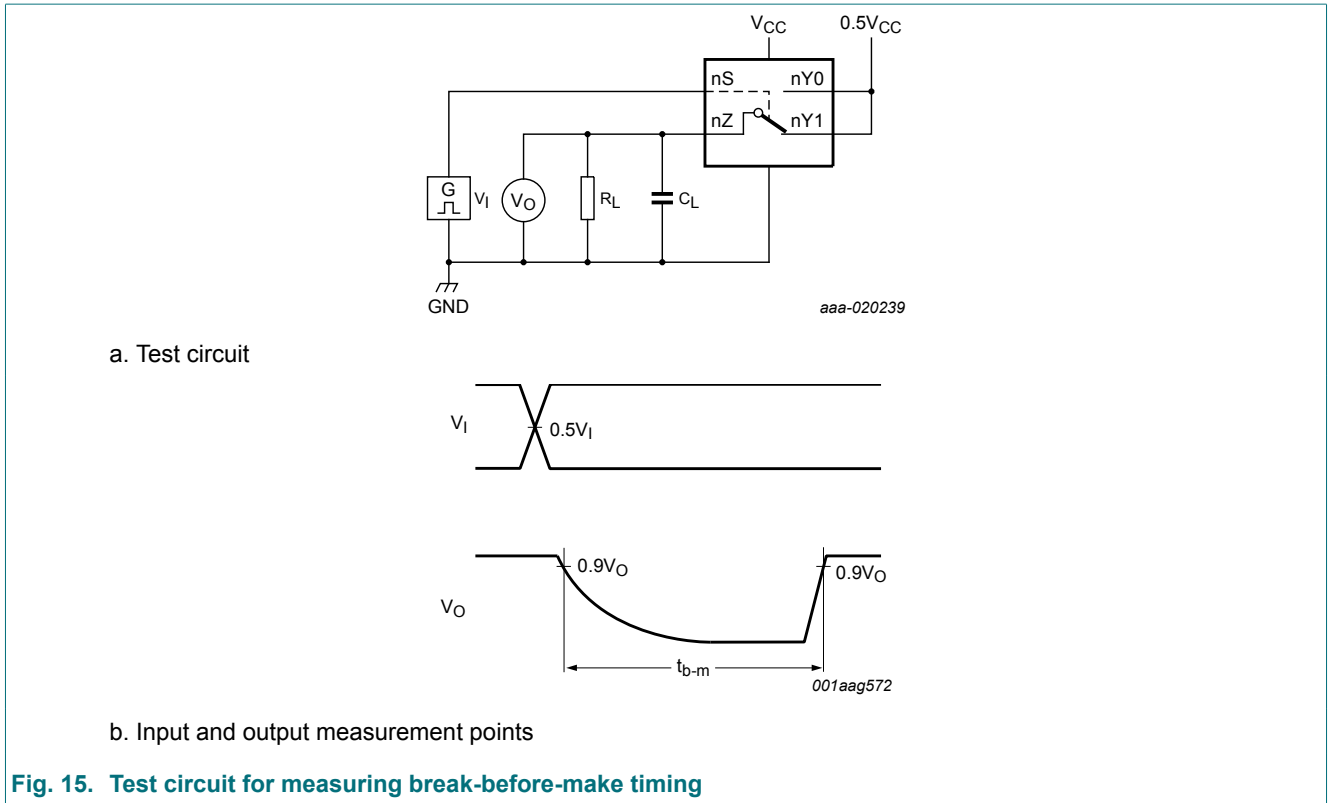 VCC 0.5VCC
nS nY0
nZ nY1
G VI VO RL CL
GND
aaa-020239
a. Test circuit
VI 0.5VI
0.9VO 0.9VO
VO
tb-m
001aag572
b. Input and output measurement points
Fig. 15. Test circuit for measuring break-before-make timing